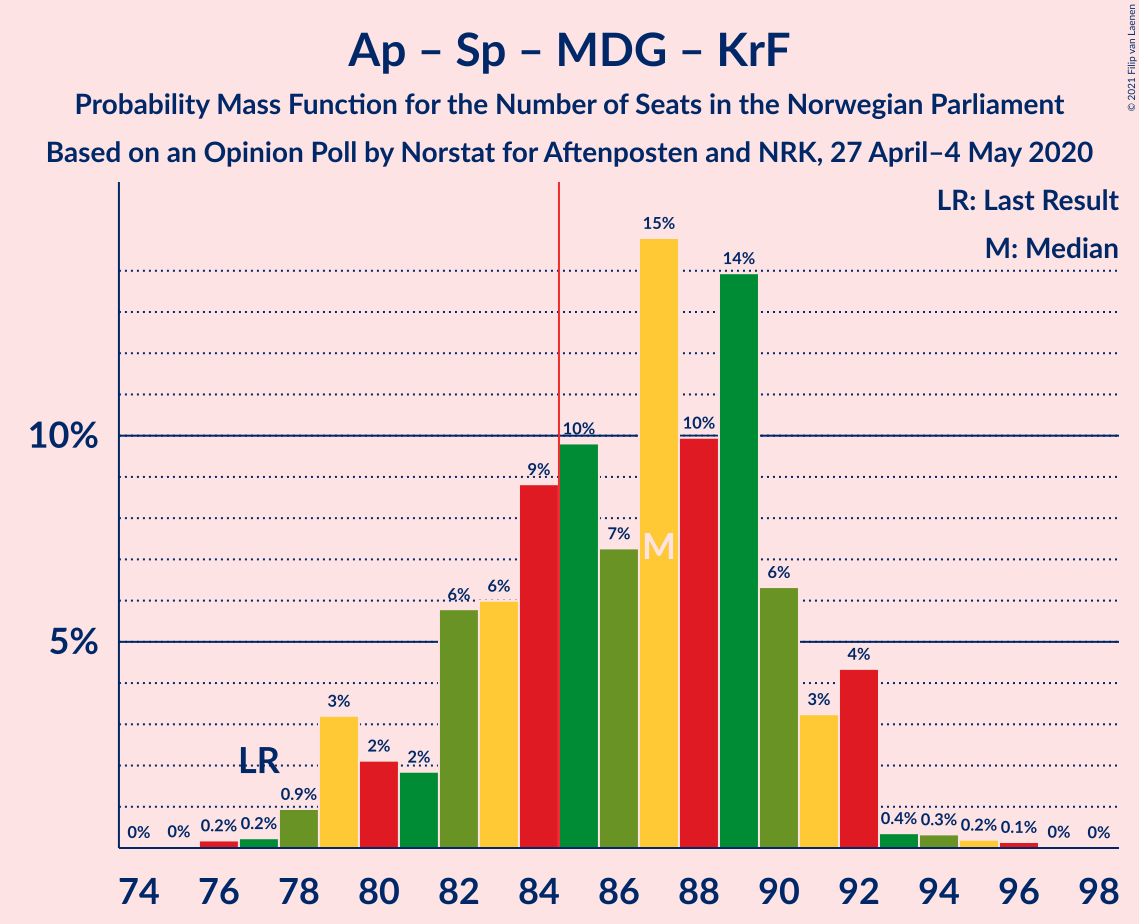 Ap – Sp – MDG – KrF
Probability Mass Function for the Number of Seats in the Norwegian Parliament
Based on an Opinion Poll by Norstat for Aftenposten and NRK, 27 April–4 May 2020
© 2021 Filip van Laenen
LR: Last Result
M: Median
10%
5%
0% 0% 0.2% 0.2% 0.9% 3% 2% 2% 6% 6% 9% 10% 7% 15% 10% 14% 6% 3% 4% 0.4% 0.3% 0.2% 0.1% 0% 0%
LR
M
74 76 78 80 82 84 86 88 90 92 94 96 98